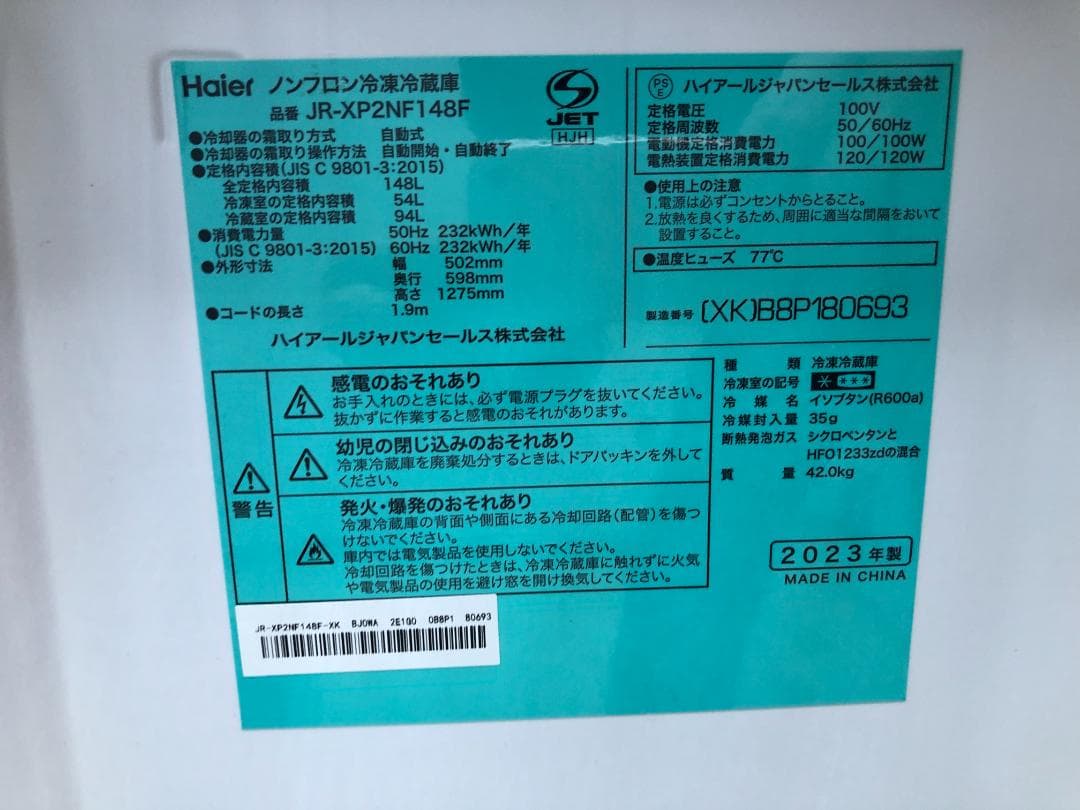 Haier ノンフロン冷凍冷蔵庫
品番 JR-XP2NF148F
●冷却器の霜取り方式 自動式
●冷却器の霜取り操作方法 自動開始・自動終了
●定格内容積(JIS C 9801-3:2015)
全定格内容積 148L
冷凍室の定格内容積 54L
冷蔵室の定格内容積 94L
●消費電力量 50Hz 232kWh/年
(JIS C 9801-3:2015) 60Hz 232kWh/年
●外形寸法 幅 502mm
奥行 598mm
高さ 1275mm
●コードの長さ 1.9m
ハイアールジャパンセールス株式会社
JET
HJH
PS
E
ハイアールジャパンセールス株式会社
定格電圧 100V
定格周波数 50/60Hz
電動機定格消費電力 100/100W
電熱装置定格消費電力 120/120W
●使用上の注意
1.電源は必ずコンセントからとること。
2.放熱を良くするため、周囲に適当な間隔をおいて
設置すること。
●温度ヒューズ 77℃
製造番号 (XK)B8P180693
警告
感電のおそれあり
お手入れのときには、必ず電源プラグを抜いてください。
抜かずに作業すると感電のおそれがあります。
幼児の閉じ込みのおそれあり
冷凍冷蔵庫を廃棄処分するときは、ドアパッキンを外して
ください。
発火・爆発のおそれあり
冷凍冷蔵庫の背面や側面にある冷却回路(配管)を傷つ
けないでください。
庫内では電気製品を使用しないでください。
冷却回路を傷つけたときは、冷凍冷蔵庫に触れずに火気
や電気製品の使用を避け窓を開け換気してください。
種類 冷凍冷蔵庫
冷凍室の記号 * ***
冷媒名 イソブタン(R600a)
冷媒封入量 35g
断熱発泡ガス シクロペンタンと
HFO1233zdの混合
質量 42.0kg
2023年製
MADE IN CHINA
JR-XP2NF148F-XK BJ0WA 2E100 0B8P1 80693